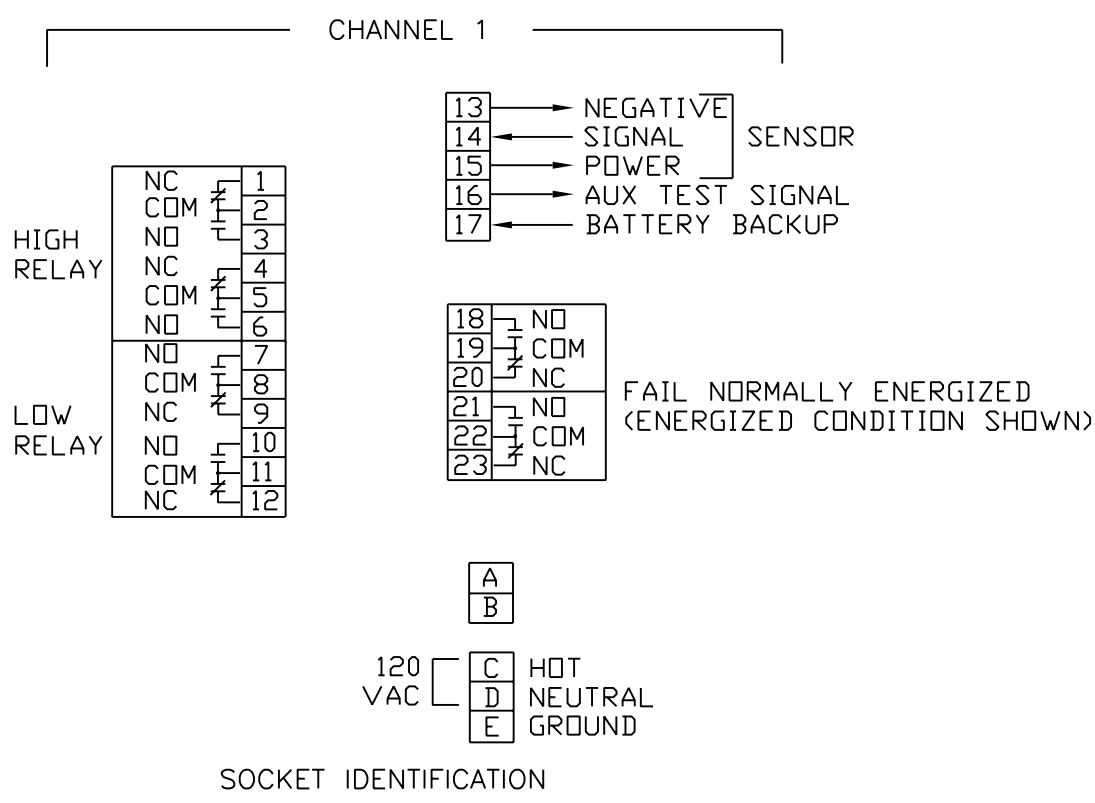 CHANNEL 1
13 NEGATIVE
14 SIGNAL
15 POWER
SENSOR
16 AUX TEST SIGNAL
17 BATTERY BACKUP
HIGH
RELAY
NC 1
COM 2
NO 3
NC 4
COM 5
NO 6
LOW
RELAY
NO 7
COM 8
NC 9
NO 10
COM 11
NC 12
18 NO
19 COM
20 NC
21 NO
22 COM
23 NC
FAIL NORMALLY ENERGIZED
(ENERGIZED CONDITION SHOWN)
A
B
120
VAC
C HOT
D NEUTRAL
E GROUND
SOCKET IDENTIFICATION